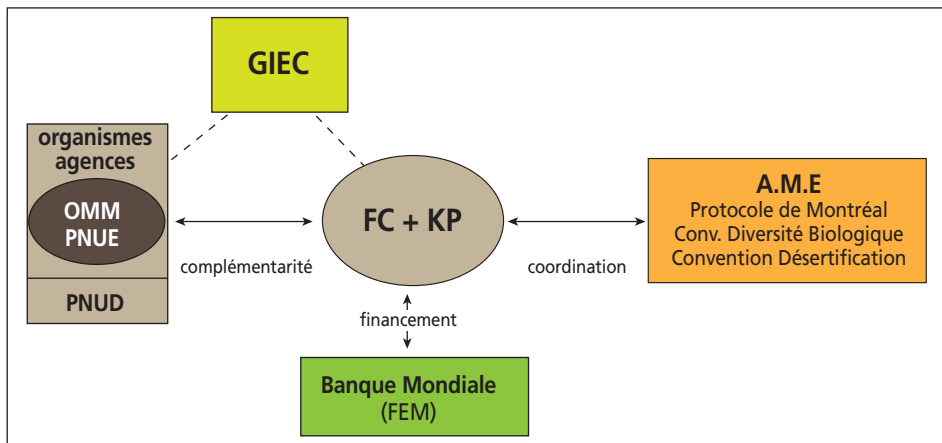 GIEC
organismes
agences
OMM
PNUE
PNUD
complémentarité
FC + KP
coordination
A.M.E
Protocole de Montréal
Conv. Diversité Biologique
Convention Désertification
financement
Banque Mondiale
(FEM)